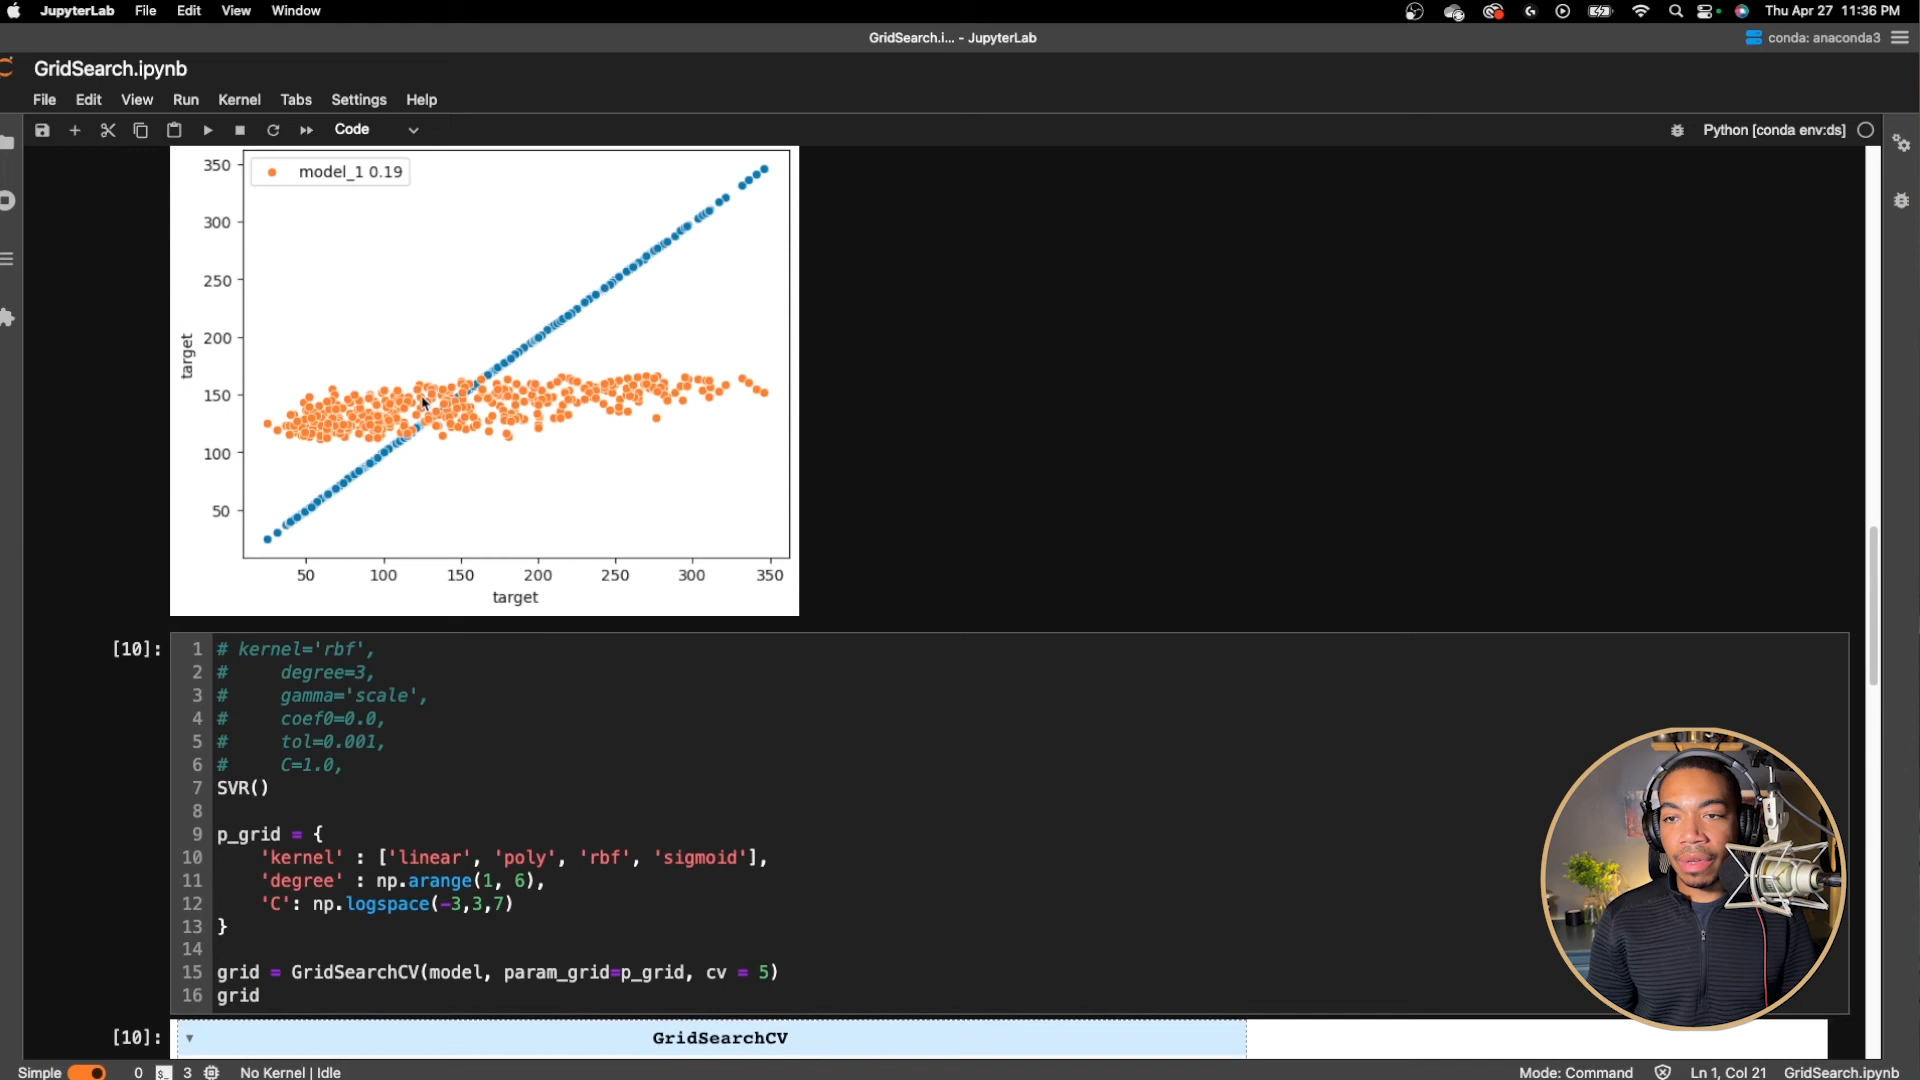 JupyterLab File Edit View Window Thu Apr 27 11:36 PM
GridSearch.i... - JupyterLab conda: anaconda3
GridSearch.ipynb
File Edit View Run Kernel Tabs Settings Help
Code Python [conda env:ds]
model_1 0.19
350
300
250
200
150
100
50
target
50 100 150 200 250 300 350
target
[10]:
1 # kernel='rbf',
2 # degree=3,
3 # gamma='scale',
4 # coef0=0.0,
5 # tol=0.001,
6 # C=1.0,
7 SVR()
8
9 p_grid = {
10 'kernel' : ['linear', 'poly', 'rbf', 'sigmoid'],
11 'degree' : np.arange(1, 6),
12 'C': np.logspace(-3,3,7)
13 }
14
15 grid = GridSearchCV(model, param_grid=p_grid, cv = 5)
16 grid
[10]: GridSearchCV
Simple 0 $_ 3 No Kernel | Idle Mode: Command Ln 1, Col 21 GridSearch.ipynb